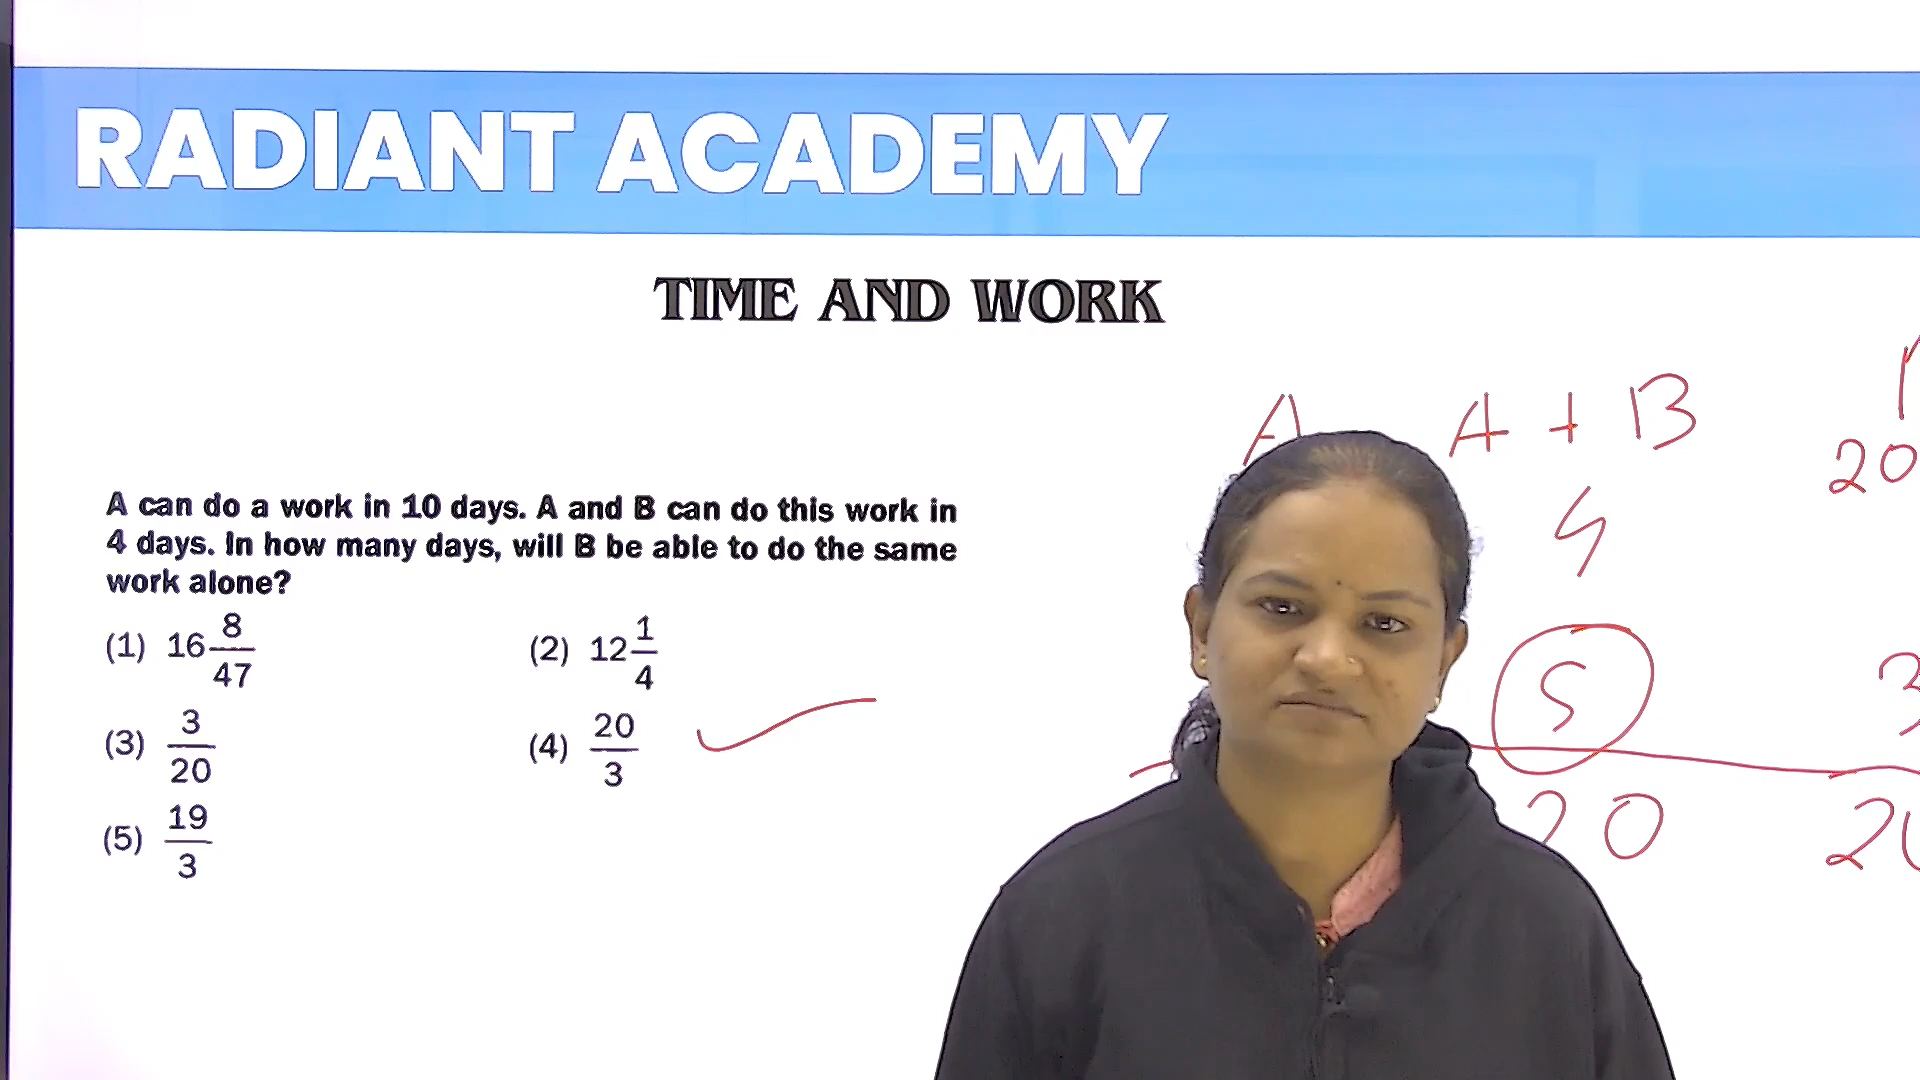 RADIANT ACADEMY
TIME AND WORK
A can do a work in 10 days. A and B can do this work in
4 days. In how many days, will B be able to do the same
work alone?
(1) 16 8/47
(2) 12 1/4
(3) 3/20
(4) 20/3
(5) 19/3
A A + B
20
4
5 3
20